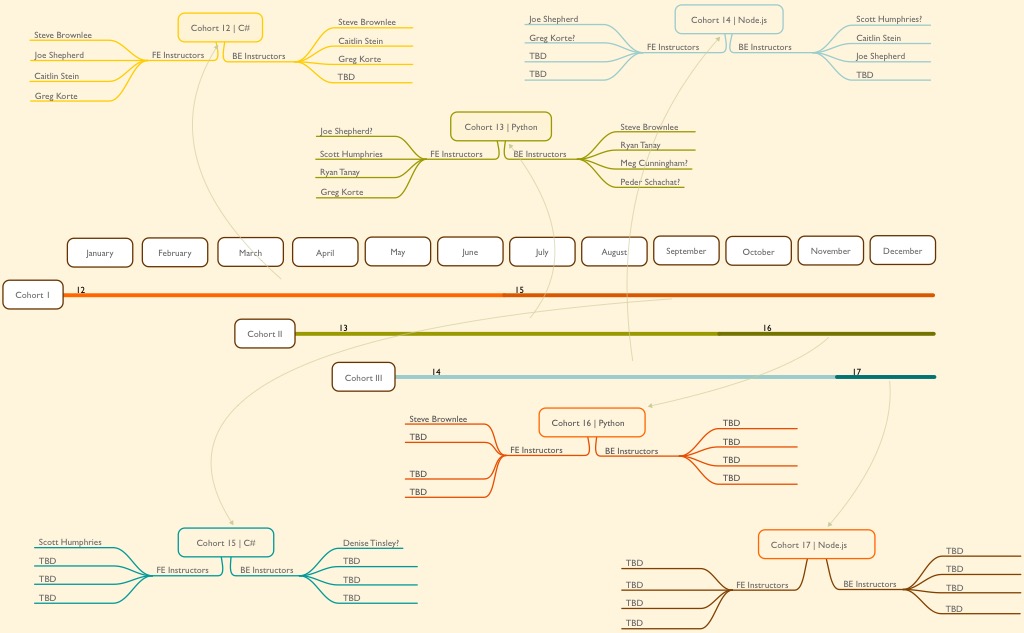 Cohort 12 | C#
FE Instructors
Steve Brownlee
Joe Shepherd
Caitlin Stein
Greg Korte
BE Instructors
Steve Brownlee
Caitlin Stein
Greg Korte
TBD
Cohort 14 | Node.js
FE Instructors
Joe Shepherd
Greg Korte?
TBD
TBD
BE Instructors
Scott Humphries?
Caitlin Stein
Joe Shepherd
TBD
Cohort 13 | Python
FE Instructors
Joe Shepherd?
Scott Humphries
Ryan Tanay
Greg Korte
BE Instructors
Steve Brownlee
Ryan Tanay
Meg Cunningham?
Peder Schachat?
January
February
March
April
May
June
July
August
September
October
November
December
Cohort I
12
15
Cohort II
13
16
Cohort III
14
17
Cohort 16 | Python
FE Instructors
Steve Brownlee
TBD
TBD
TBD
BE Instructors
TBD
TBD
TBD
TBD
Cohort 15 | C#
FE Instructors
Scott Humphries
TBD
TBD
TBD
BE Instructors
Denise Tinsley?
TBD
TBD
TBD
Cohort 17 | Node.js
FE Instructors
TBD
TBD
TBD
TBD
BE Instructors
TBD
TBD
TBD
TBD